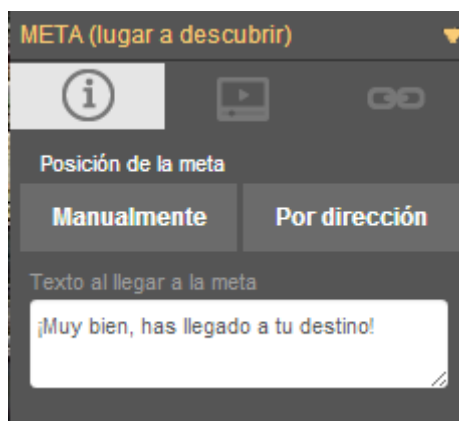 META (lugar a descubrir)
Posición de la meta
Manualmente Por dirección
Texto al llegar a la meta
¡Muy bien, has llegado a tu destino!